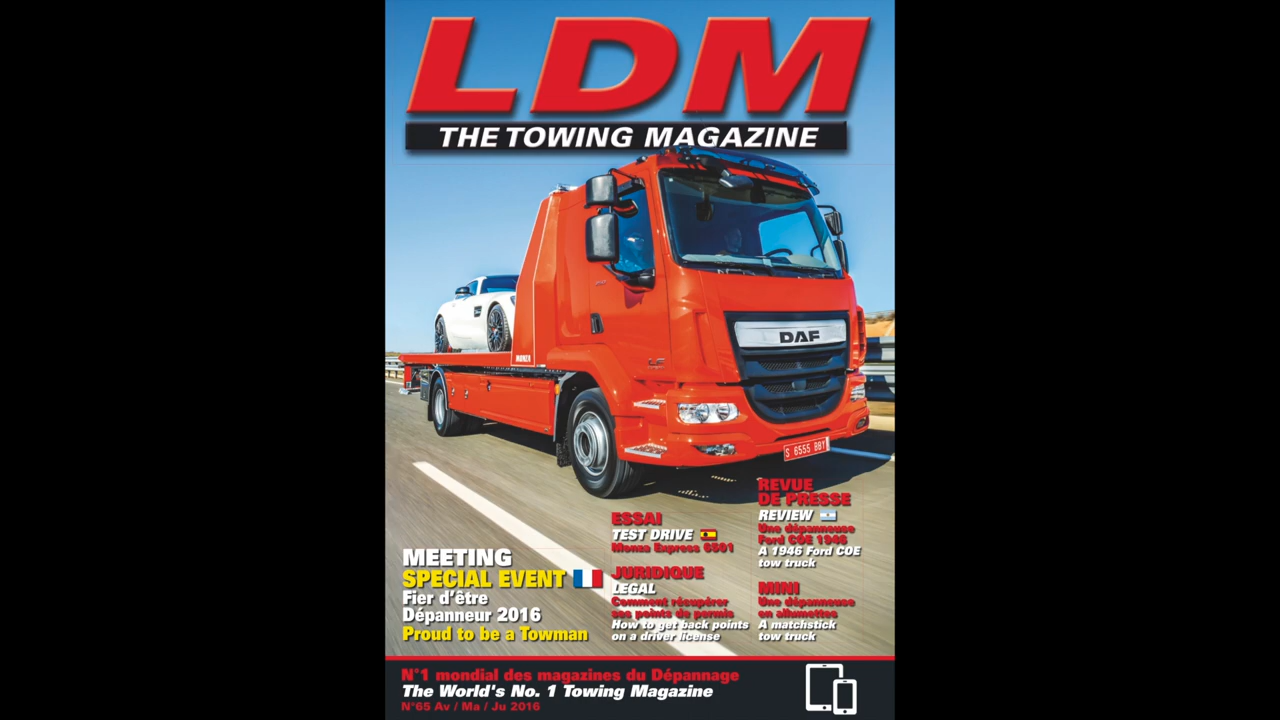 LDM
THE TOWING MAGAZINE
MONZA
LF
DAF
S 6555 BBY
MEETING
SPECIAL EVENT
Fier d'être
Dépanneur 2016
Proud to be a Towman
ESSAI
TEST DRIVE
Monza Express 6501
JURIDIQUE
LEGAL
Comment récupérer
ses points de permis
How to get back points
on a driver license
REVUE
DE PRESSE
REVIEW
Une dépanneuse
Ford COE 1946
A 1946 Ford COE
tow truck
MINI
Une dépanneuse
en allumettes
A matchstick
tow truck
N°1 mondial des magazines du Dépannage
The World's No. 1 Towing Magazine
N°65 Av / Ma / Ju 2016